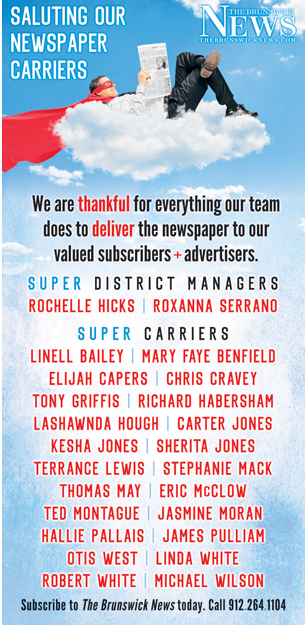 SALUTING OUR
NEWSPAPER
CARRIERS
THE BRUNSWICK
NEWS
THEBRUNSWICKNEWS.COM
We are thankful for everything our team
does to deliver the newspaper to our
valued subscribers + advertisers.
SUPER DISTRICT MANAGERS
ROCHELLE HICKS | ROXANNA SERRANO
SUPER CARRIERS
LINELL BAILEY | MARY FAYE BENFIELD
ELIJAH CAPERS | CHRIS CRAVEY
TONY GRIFFIS | RICHARD HABERSHAM
LASHAWNDA HOUGH | CARTER JONES
KESHA JONES | SHERITA JONES
TERRANCE LEWIS | STEPHANIE MACK
THOMAS MAY | ERIC McCLOW
TED MONTAGUE | JASMINE MORAN
HALLIE PALLAIS | JAMES PULLIAM
OTIS WEST | LINDA WHITE
ROBERT WHITE | MICHAEL WILSON
Subscribe to The Brunswick News today. Call 912.264.1104